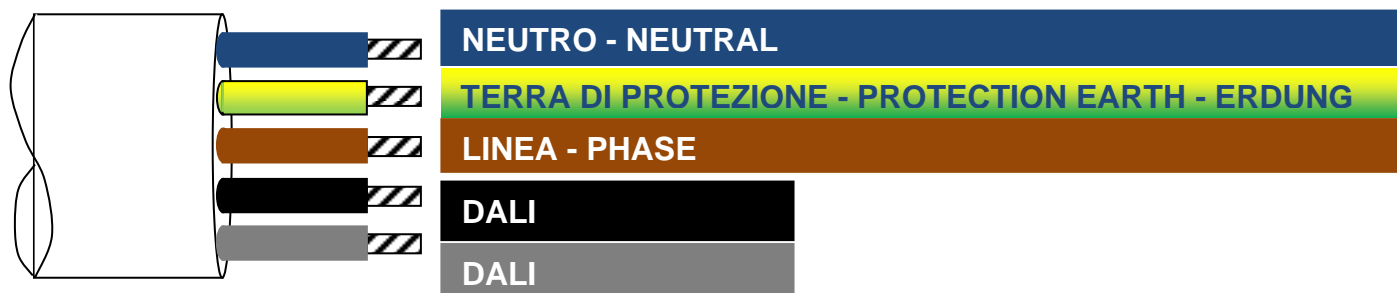 NEUTRO - NEUTRAL
TERRA DI PROTEZIONE - PROTECTION EARTH - ERDUNG
LINEA - PHASE
DALI
DALI